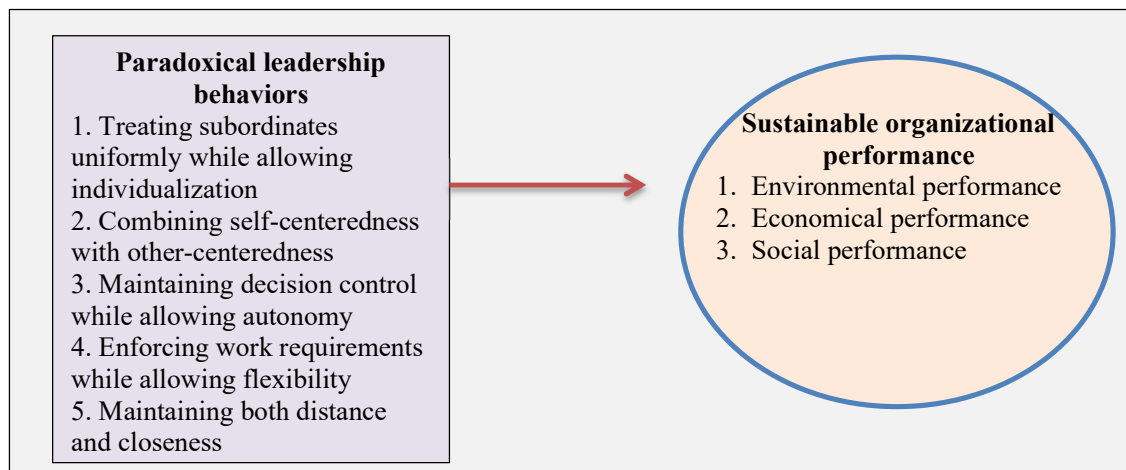 Paradoxical leadership
behaviors
1. Treating subordinates
uniformly while allowing
individualization
2. Combining self-centeredness
with other-centeredness
3. Maintaining decision control
while allowing autonomy
4. Enforcing work requirements
while allowing flexibility
5. Maintaining both distance
and closeness
Sustainable organizational
performance
1. Environmental performance
2. Economical performance
3. Social performance